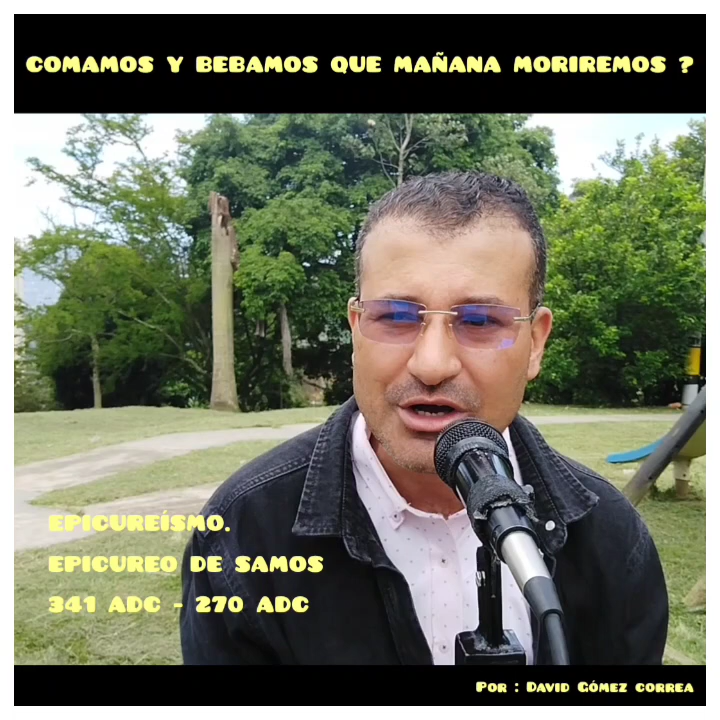 COMAMOS Y BEBAMOS QUE MAÑANA MORIREMOS ?
EPICUREÍSMO.
EPICUREO DE SAMOS
341 ADC - 270 ADC
POR : DAVID GÓMEZ CORREA